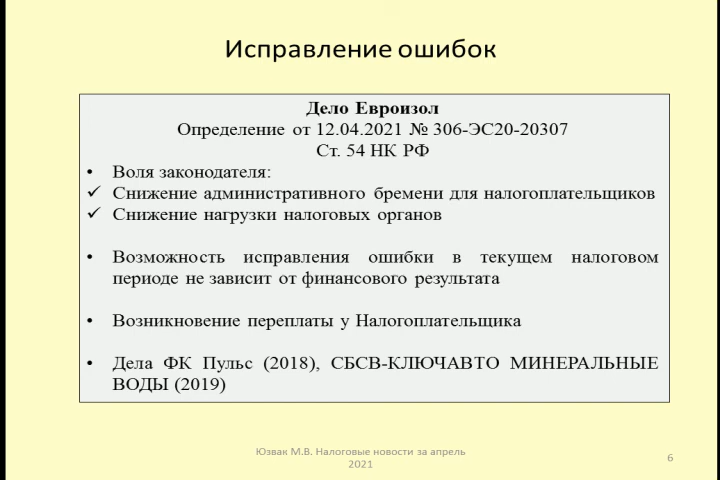 Исправление ошибок
Дело Евроизол
Определение от 12.04.2021 № 306-ЭС20-20307
Ст. 54 НК РФ
• Воля законодателя:
✓ Снижение административного бремени для налогоплательщиков
✓ Снижение нагрузки налоговых органов
• Возможность исправления ошибки в текущем налоговом
периоде не зависит от финансового результата
• Возникновение переплаты у Налогоплательщика
• Дела ФК Пульс (2018), СБСВ-КЛЮЧАВТО МИНЕРАЛЬНЫЕ
ВОДЫ (2019)
Юзвак М.В. Налоговые новости за апрель
2021
6